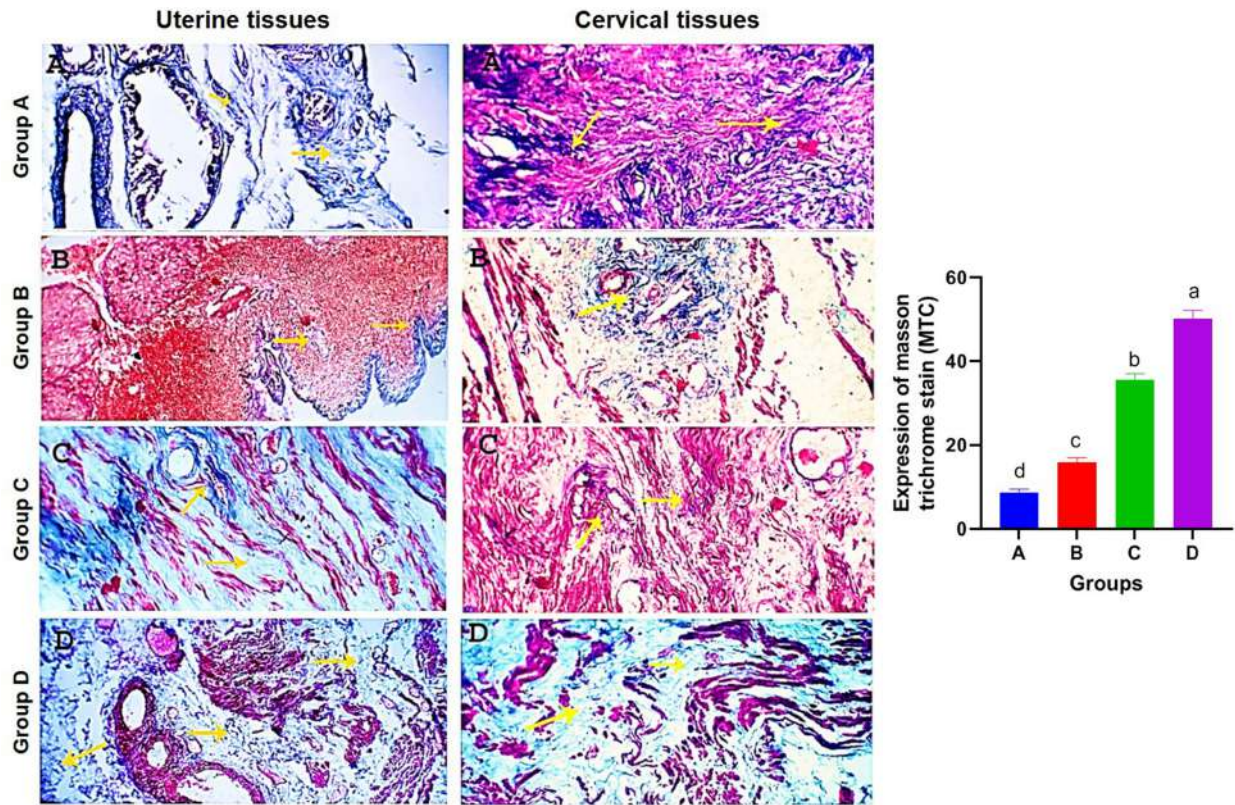 Uterine tissues
Cervical tissues
Group A
A
A
Group B
B
B
Group C
C
C
Group D
D
D
Expression of masson
trichrome stain (MTC)
60
40
20
0
d
c
b
a
A
B
C
D
Groups